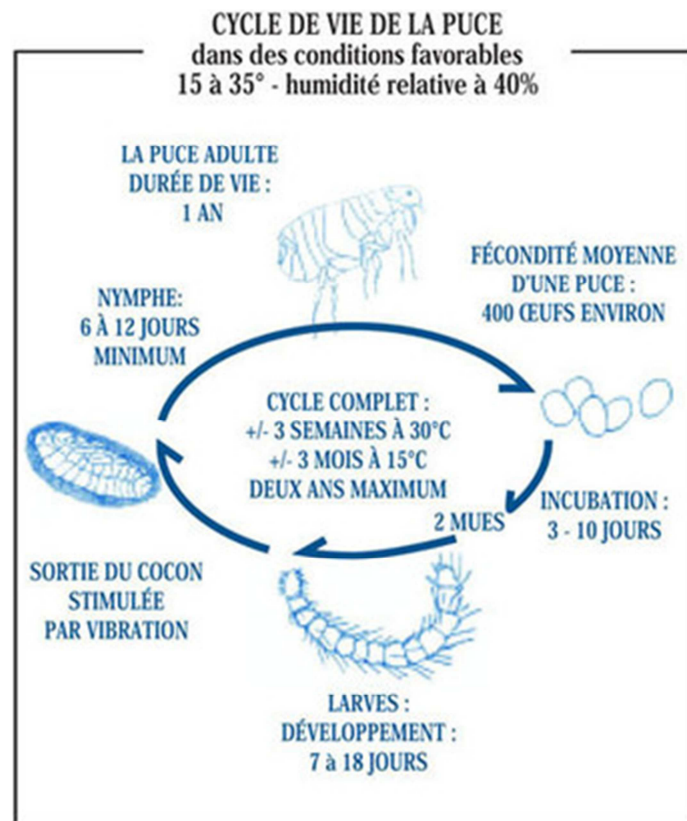 CYCLE DE VIE DE LA PUCE
dans des conditions favorables
15 à 35° - humidité relative à 40%
LA PUCE ADULTE
DURÉE DE VIE :
1 AN
FÉCONDITÉ MOYENNE
D'UNE PUCE :
400 ŒUFS ENVIRON
NYMPHE:
6 À 12 JOURS
MINIMUM
CYCLE COMPLET :
+/- 3 SEMAINES À 30°C
+/- 3 MOIS À 15°C
DEUX ANS MAXIMUM
2 MUES
INCUBATION :
3 - 10 JOURS
SORTIE DU COCON
STIMULÉE
PAR VIBRATION
LARVES :
DÉVELOPPEMENT :
7 à 18 JOURS